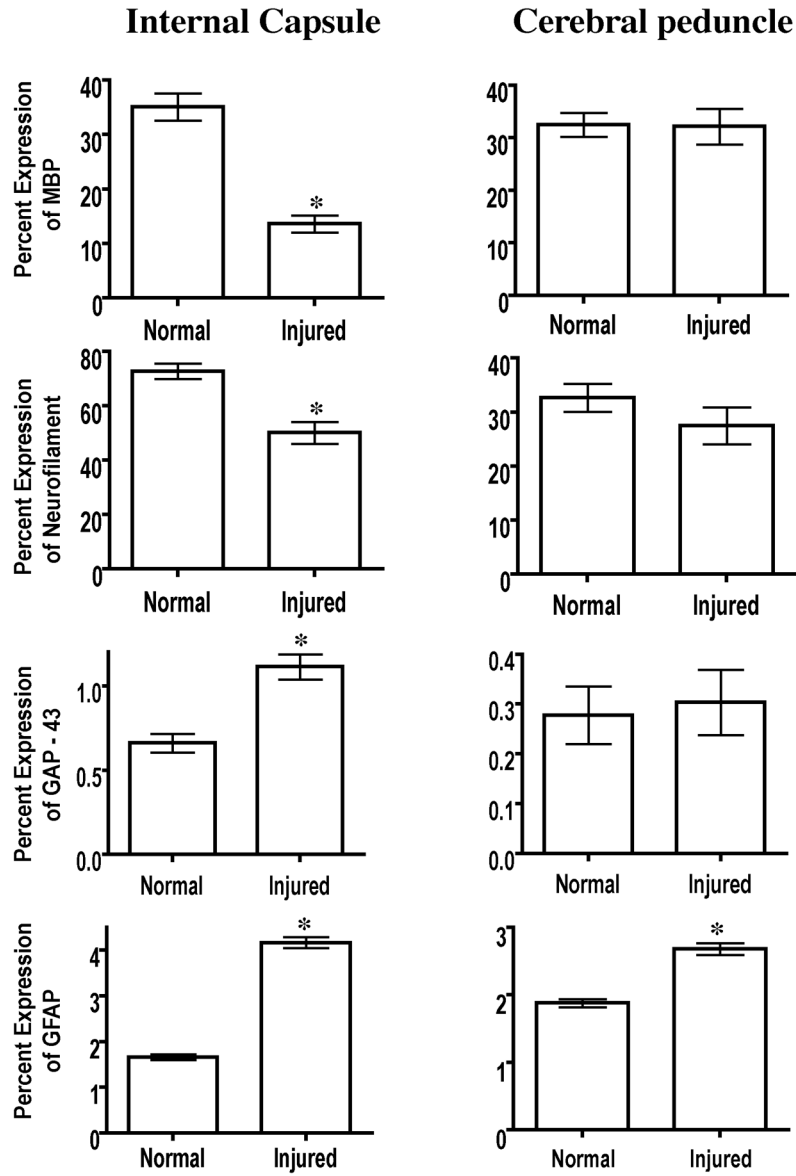 Internal Capsule
Cerebral peduncle
Percent Expression
of MBP
40
30
20
10
0
*
Normal
Injured
40
30
20
10
0
Normal
Injured
Percent Expression
of Neurofilament
80
60
40
20
0
*
Normal
Injured
40
30
20
10
0
Normal
Injured
Percent Expression
of GAP - 43
1.0
0.5
0.0
*
Normal
Injured
0.4
0.3
0.2
0.1
0.0
Normal
Injured
Percent Expression
of GFAP
4
3
2
1
0
*
Normal
Injured
3
2
1
0
*
Normal
Injured